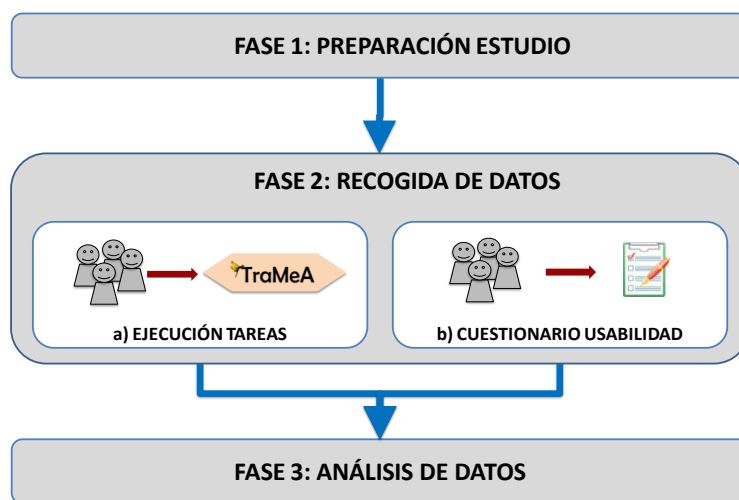 FASE 1: PREPARACIÓN ESTUDIO
FASE 2: RECOGIDA DE DATOS
TraMeA
a) EJECUCIÓN TAREAS
b) CUESTIONARIO USABILIDAD
FASE 3: ANÁLISIS DE DATOS